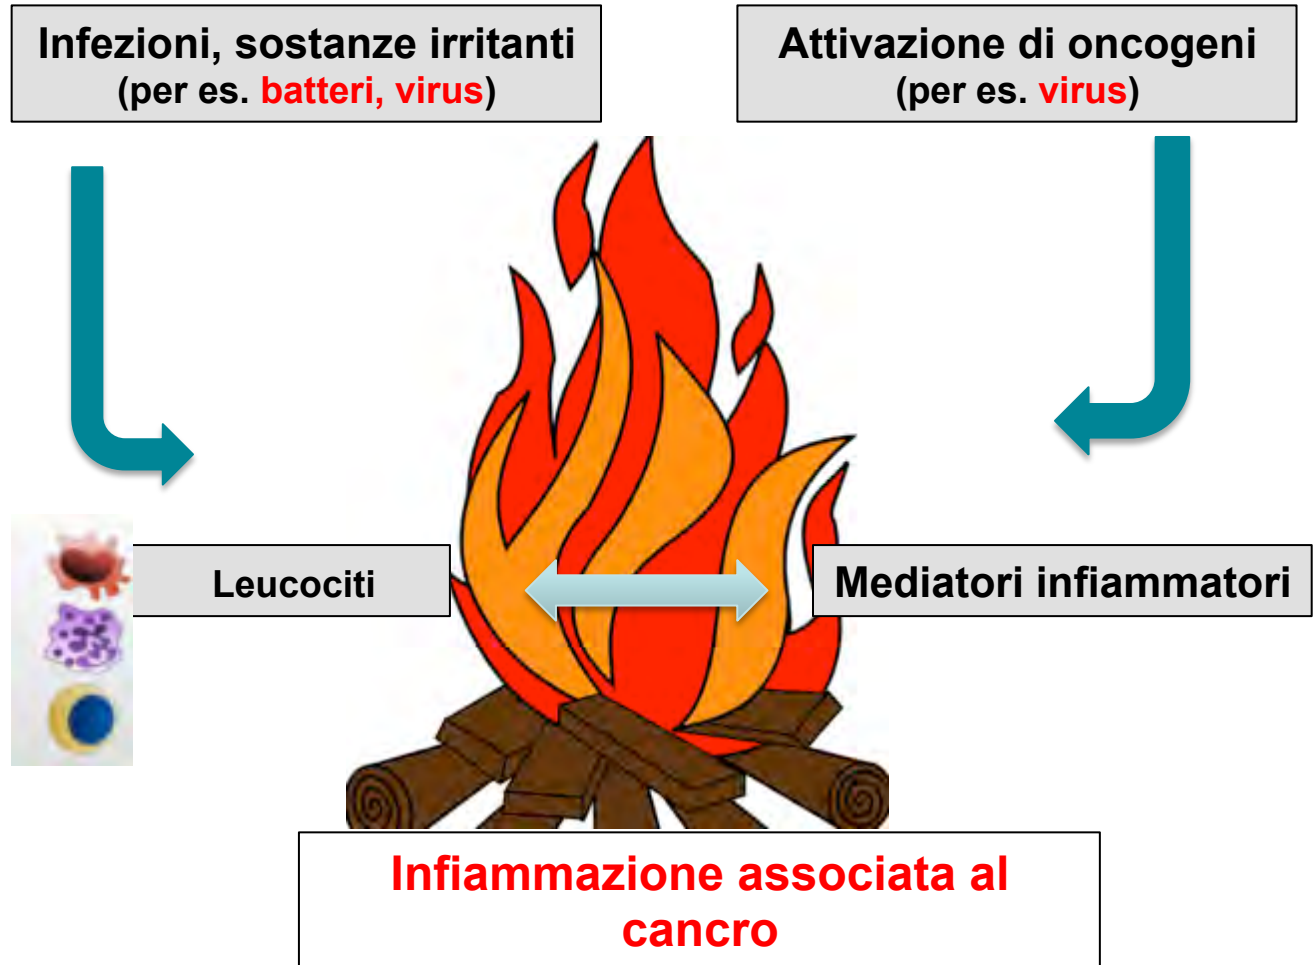 Infezioni, sostanze irritanti
(per es. batteri, virus)
Attivazione di oncogeni
(per es. virus)
Leucociti
Mediatori infiammatori
Infiammazione associata al
cancro